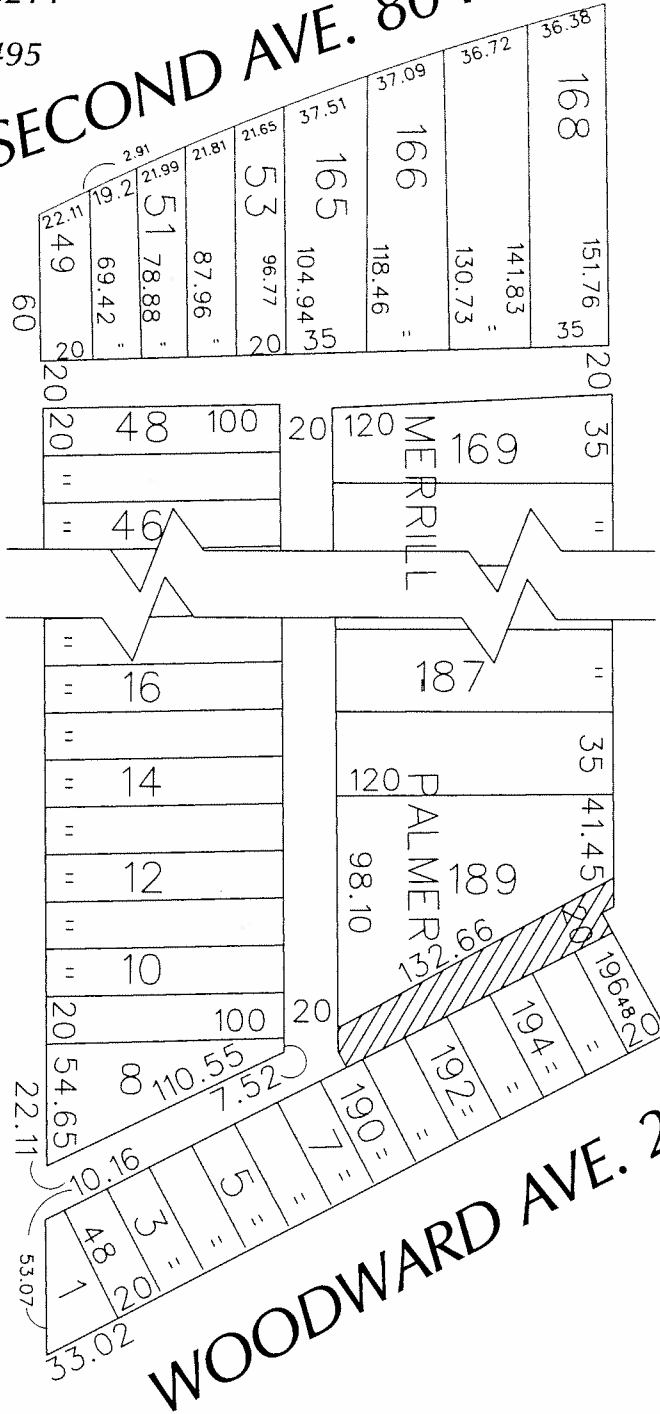 495
SECOND AVE. 80
2.91
22.11 19.2 21.99 21.81 21.65 37.51 37.09 36.72 36.38
49 51 53 165 166 168
60 69.42 78.88 87.96 96.77 104.94 118.46 130.73 141.83 151.76
20 " " " 20 35 " " 35
20 20
20 48 100 20 120 169 35
MERRILL
"
" 46 "
" 187 "
" 16
"
" 14 120 35
PALMER
" 41.45
" 12 98.10 189
" 132.66 20
" 10
20 100 20 196 48 20
54.65 8 110.55 7.52 192 " 194 " "
22.11 10.16 5 " " 7 " 190 " "
48 3 " "
53.07 1 20
33.02
WOODWARD AVE. 2